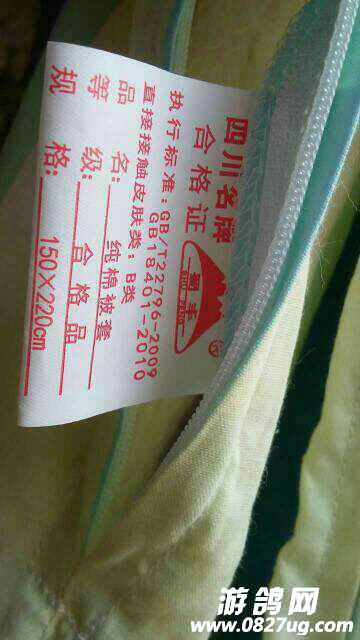 四川名牌
合格证
执行标准：GB/T22796-2009
GB18401-2010
直接接触皮肤类：B类
品名：纯棉被套
等级：合格品
规格：150×220cm
游鸽网
www.0827ug.com